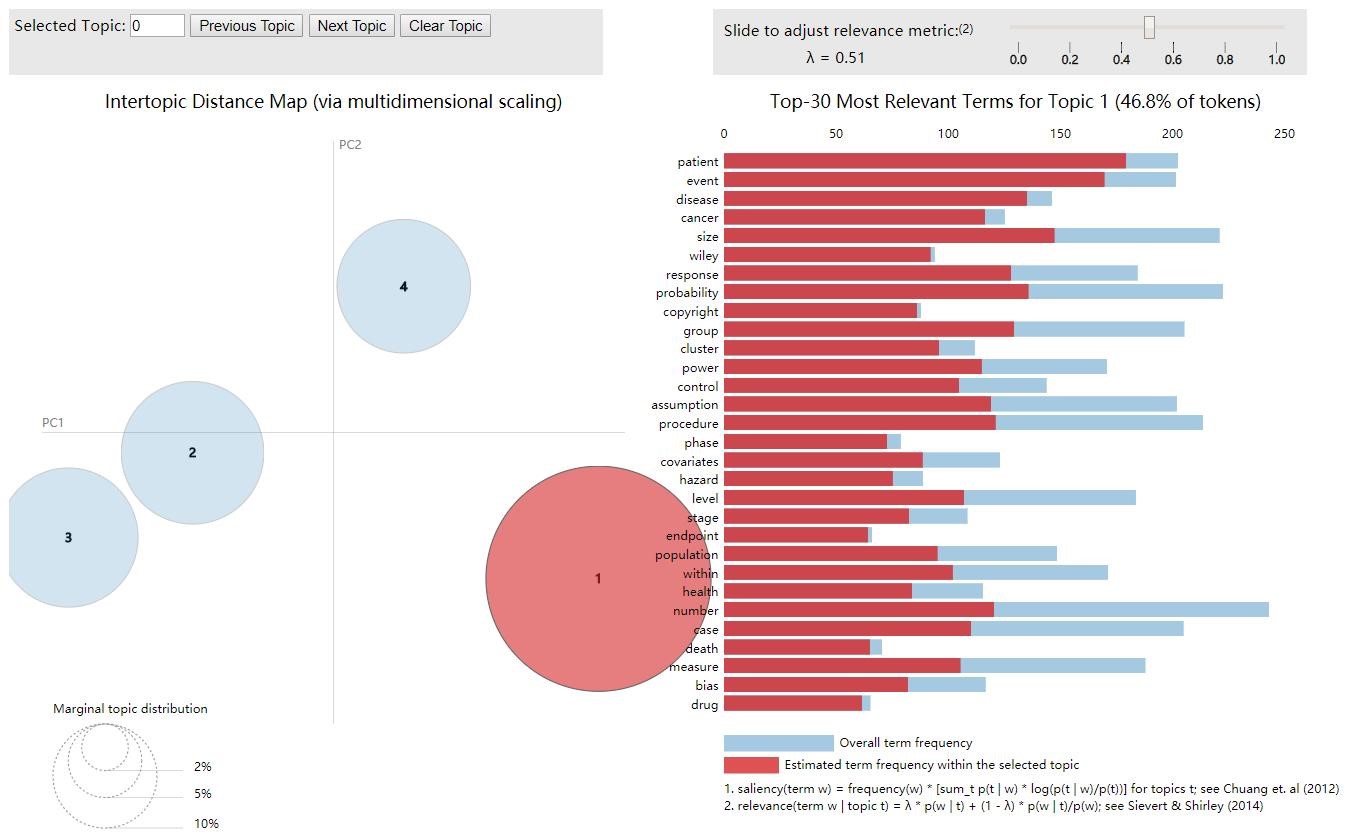 Selected Topic: 0 Previous Topic Next Topic Clear Topic
Slide to adjust relevance metric:(2)
λ = 0.51
0.0 0.2 0.4 0.6 0.8 1.0
Intertopic Distance Map (via multidimensional scaling)
PC2
PC1
4
2
3
1
Marginal topic distribution
2%
5%
10%
Top-30 Most Relevant Terms for Topic 1 (46.8% of tokens)
0 50 100 150 200 250
patient
event
disease
cancer
size
wiley
response
probability
copyright
group
cluster
power
control
assumption
procedure
phase
covariates
hazard
level
stage
endpoint
population
within
health
number
case
death
measure
bias
drug
Overall term frequency
Estimated term frequency within the selected topic
1. saliency(term w) = frequency(w) * [sum_t p(t | w) * log(p(t | w)/p(t))] for topics t; see Chuang et. al (2012)
2. relevance(term w | topic t) = λ * p(w | t) + (1 - λ) * p(w | t)/p(w); see Sievert & Shirley (2014)